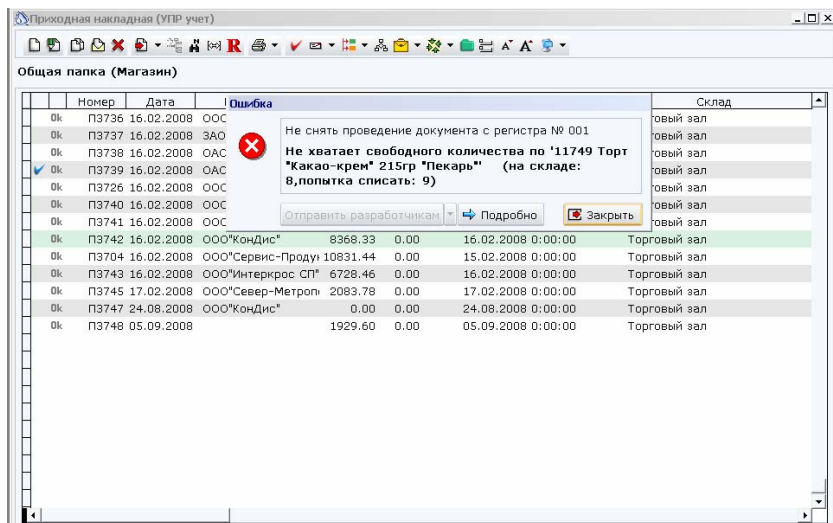 Приходная накладная (УПР учет)
Общая папка (Магазин)
Номер Дата Склад
Ok П3736 16.02.2008 ООО
Ok П3737 16.02.2008 ЗАО
Ok П3738 16.02.2008 ОАО
Ok П3739 16.02.2008 ОАО
Ok П3726 16.02.2008 ООО
Ok П3740 16.02.2008 ООО
Ok П3741 16.02.2008 ООО
Ошибка
Не снять проведение документа с регистра № 001
Не хватает свободного количества по '11749 Торт
"Какао-крем" 215гр "Пекарь"' (на складе:
8,попытка списать: 9)
Отправить разработчикам Подробно Закрыть
Ok П3742 16.02.2008 ООО"КонДис" 8368.33 0.00 16.02.2008 0:00:00 Торговый зал
Ok П3704 16.02.2008 ООО"Сервис-Продук 10831.44 0.00 15.02.2008 0:00:00 Торговый зал
Ok П3743 16.02.2008 ООО"Интеркрос СП" 6728.46 0.00 16.02.2008 0:00:00 Торговый зал
Ok П3745 17.02.2008 ООО"Север-Метропо 2083.78 0.00 17.02.2008 0:00:00 Торговый зал
Ok П3747 24.08.2008 ООО"КонДис" 0.00 0.00 24.08.2008 0:00:00 Торговый зал
Ok П3748 05.09.2008 1929.60 0.00 05.09.2008 0:00:00 Торговый зал